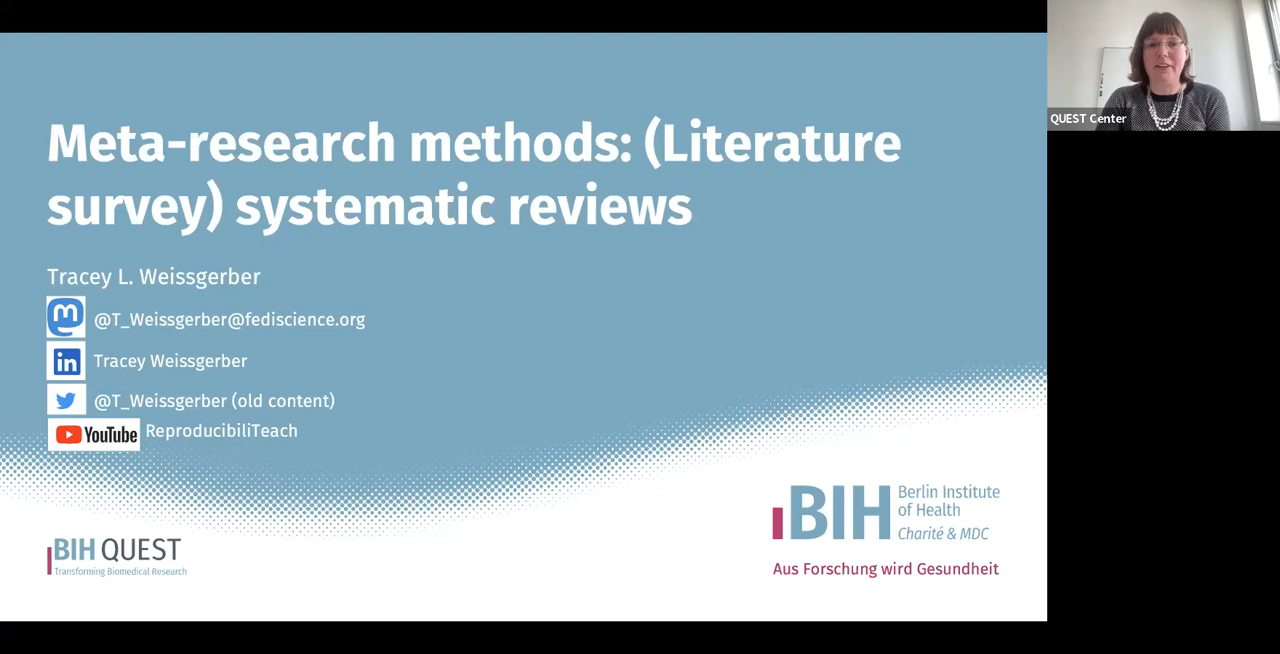 Meta-research methods: (Literature
survey) systematic reviews
Tracey L. Weissgerber
@T_Weissgerber@fediscience.org
in Tracey Weissgerber
@T_Weissgerber (old content)
YouTube ReproducibiliTeach
BIH QUEST
Transforming Biomedical Research
BIH Berlin Institute
of Health
Charité & MDC
Aus Forschung wird Gesundheit
QUEST Center